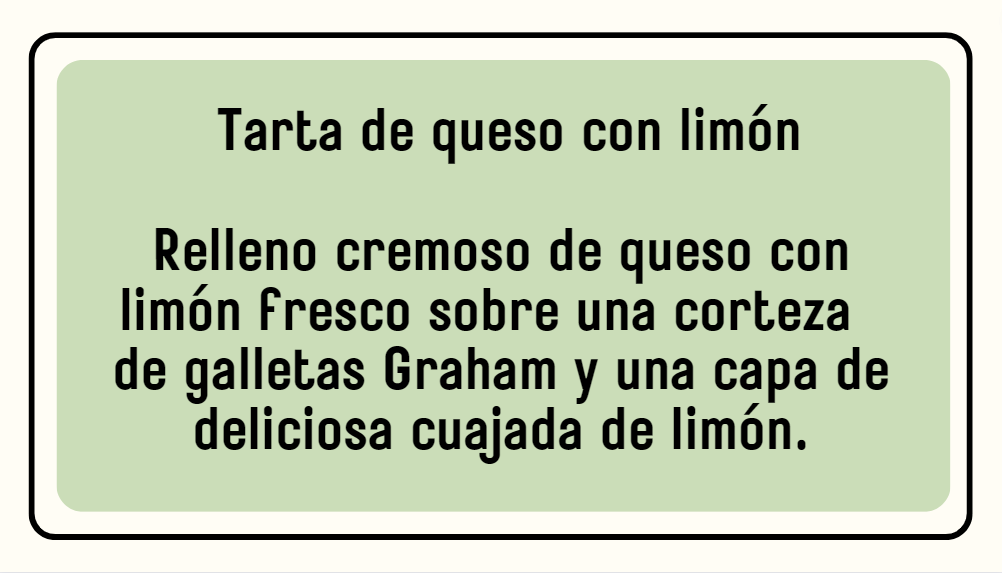 Tarta de queso con limón
Relleno cremoso de queso con
limón fresco sobre una corteza
de galletas Graham y una capa de
deliciosa cuajada de limón.